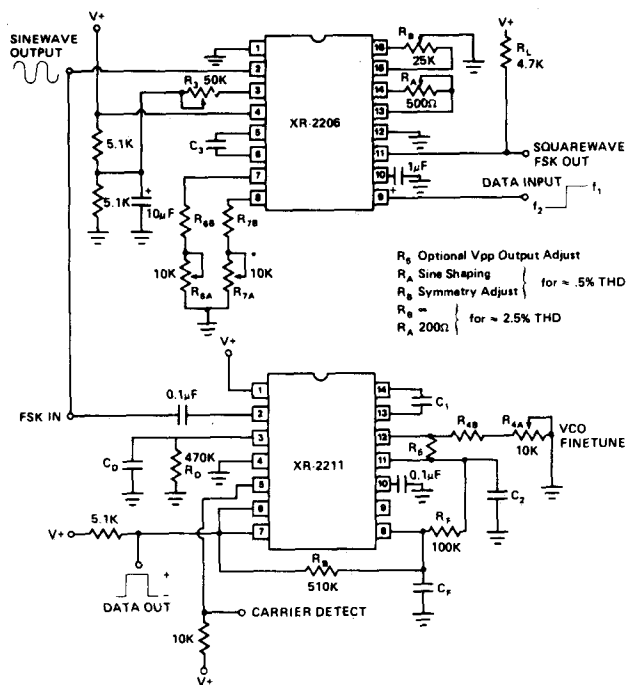 V+
SINEWAVE
OUTPUT
R3 50K
5.1K
5.1K
10μF
C3
1
2
3
4
5
6
7
8
XR-2206
16
15
14
13
12
11
10
9
RB
25K
RA
500Ω
V+
RL
4.7K
SQUAREWAVE
FSK OUT
1μF
+
DATA INPUT
f2 f1
R6B
R7B
*
10K
R6A
10K
R7A
R5 Optional Vpp Output Adjust
RA Sine Shaping
RB Symmetry Adjust
for ≈ .5% THD
RB ∞
RA 200Ω
for ≈ 2.5% THD
V+
0.1μF
FSK IN
CD
470K
RD
1
2
3
4
5
6
7
XR-2211
14
13
12
11
10
9
8
C1
R5
R4B
R4A
10K
VCO
FINETUNE
0.1μF
C2
RF
100K
V+
5.1K
DATA OUT
+
-
RB
510K
CF
CARRIER DETECT
10K
V+